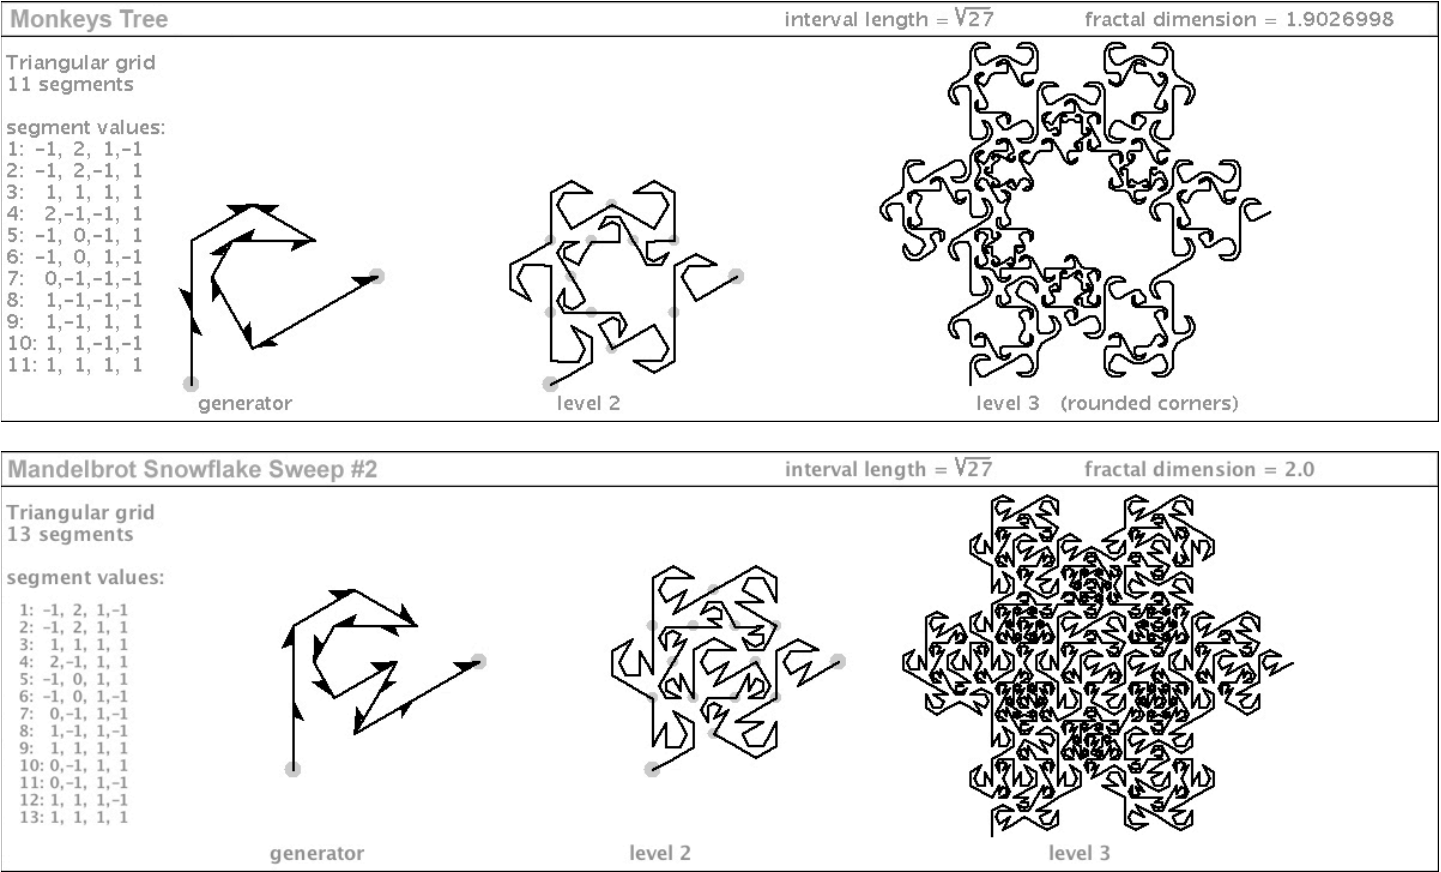 Monkeys Tree
interval length = √27
fractal dimension = 1.9026998
Triangular grid
11 segments
segment values:
1: -1, 2, 1,-1
2: -1, 2,-1, 1
3: 1, 1, 1, 1
4: 2,-1,-1, 1
5: -1, 0,-1, 1
6: -1, 0, 1,-1
7: 0,-1,-1,-1
8: 1,-1,-1,-1
9: 1,-1, 1, 1
10: 1, 1,-1,-1
11: 1, 1, 1, 1
generator
level 2
level 3 (rounded corners)
Mandelbrot Snowflake Sweep #2
interval length = √27
fractal dimension = 2.0
Triangular grid
13 segments
segment values:
1: -1, 2, 1,-1
2: -1, 2, 1, 1
3: 1, 1, 1, 1
4: 2,-1, 1, 1
5: -1, 0, 1, 1
6: -1, 0, 1,-1
7: 0,-1, 1,-1
8: 1,-1, 1,-1
9: 1, 1, 1, 1
10: 0,-1, 1, 1
11: 0,-1, 1,-1
12: 1, 1, 1,-1
13: 1, 1, 1, 1
generator
level 2
level 3